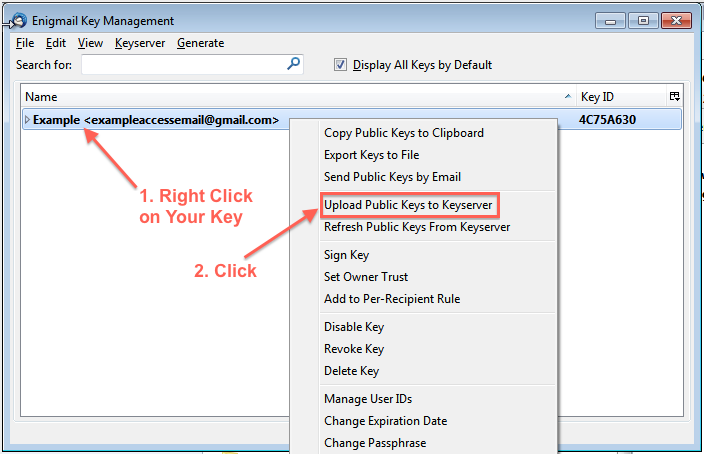 Enigmail Key Management
File Edit View Keyserver Generate
Search for:
Display All Keys by Default
Name Key ID
Example <exampleaccessemail@gmail.com> 4C75A630
Copy Public Keys to Clipboard
Export Keys to File
Send Public Keys by Email
1. Right Click
on Your Key
Upload Public Keys to Keyserver
Refresh Public Keys From Keyserver
2. Click
Sign Key
Set Owner Trust
Add to Per-Recipient Rule
Disable Key
Revoke Key
Delete Key
Manage User IDs
Change Expiration Date
Change Passphrase